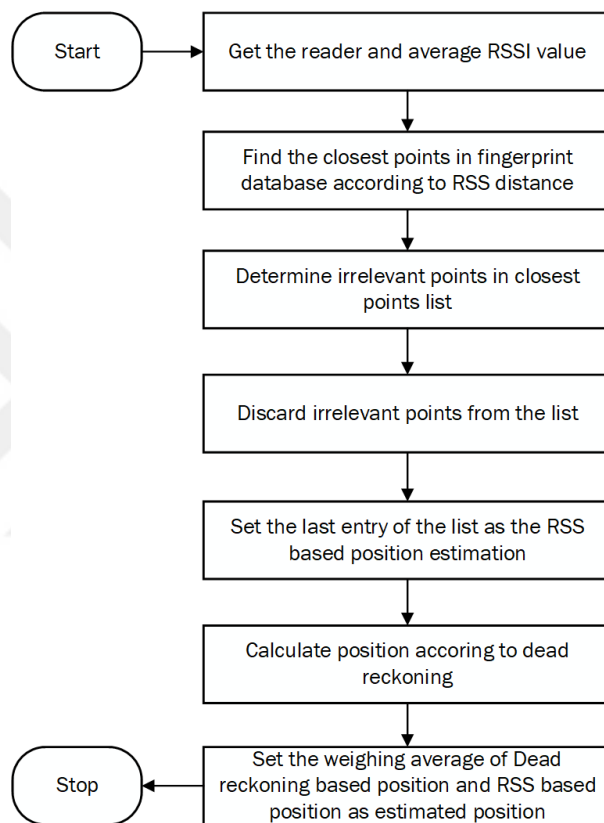 Start
Get the reader and average RSSI value
Find the closest points in fingerprint
database according to RSS distance
Determine irrelevant points in closest
points list
Discard irrelevant points from the list
Set the last entry of the list as the RSS
based position estimation
Calculate position accoring to dead
reckoning
Set the weighing average of Dead
reckoning based position and RSS based
position as estimated position
Stop